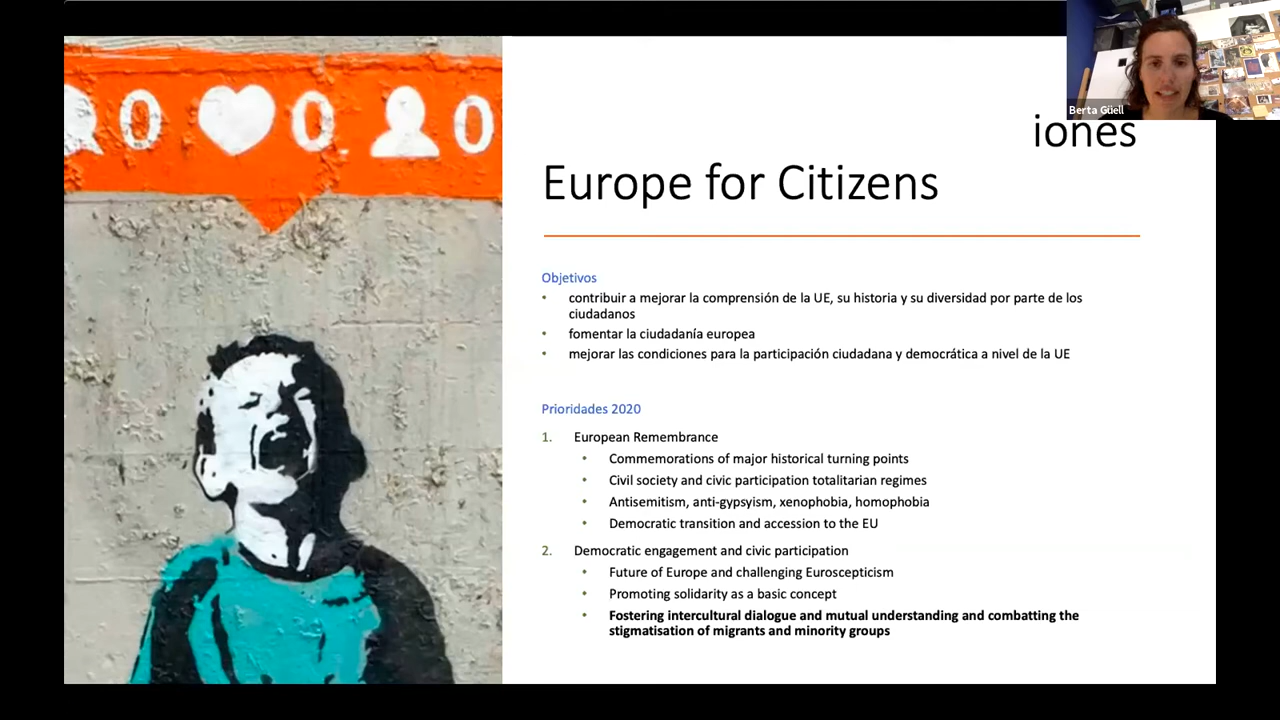 0 0 0
Berta Güell
iones
Europe for Citizens
Objetivos
• contribuir a mejorar la comprensión de la UE, su historia y su diversidad por parte de los
ciudadanos
• fomentar la ciudadanía europea
• mejorar las condiciones para la participación ciudadana y democrática a nivel de la UE
Prioridades 2020
1. European Remembrance
• Commemorations of major historical turning points
• Civil society and civic participation totalitarian regimes
• Antisemitism, anti-gypsyism, xenophobia, homophobia
• Democratic transition and accession to the EU
2. Democratic engagement and civic participation
• Future of Europe and challenging Euroscepticism
• Promoting solidarity as a basic concept
• Fostering intercultural dialogue and mutual understanding and combatting the
stigmatisation of migrants and minority groups